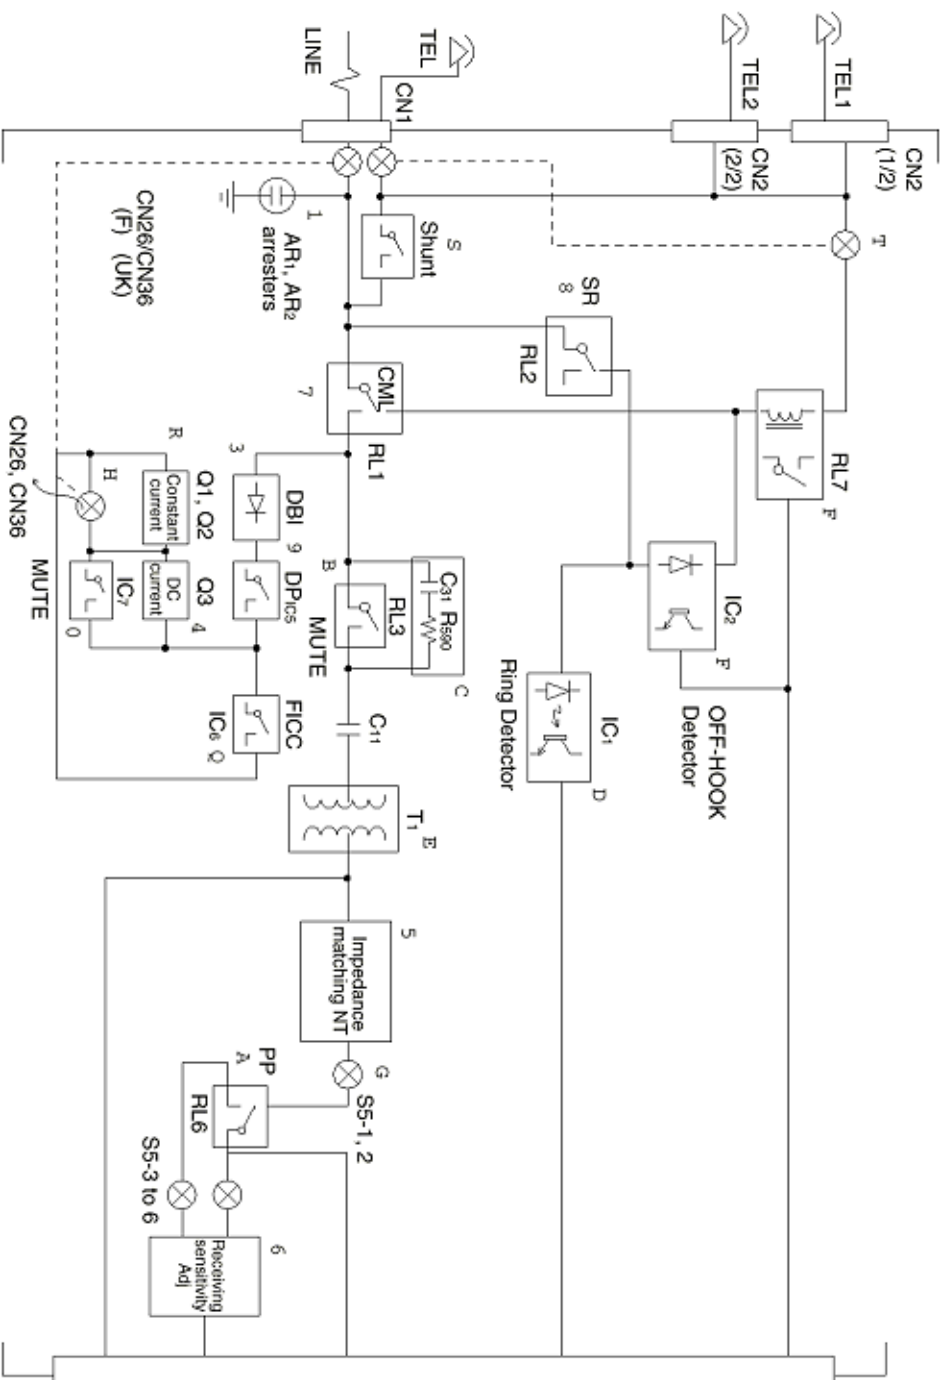 TEL1
CN2
(1/2)
T
RL7
F
TEL2
CN2
(2/2)
IC2
F
OFF-HOOK
Detector
SR
8
RL2
IC1
D
Ring Detector
TEL
CN1
S
Shunt
LINE
1
AR1, AR2
arresters
CML
7
RL1
C31 R590
C
B
RL3
MUTE
C11
T1
E
5
Impedance
matching NT
G
S5-1, 2
PP
A
RL6
S5-3 to 6
6
Receiving
sensitivity
Adj
3
DBI
9
DPIC5
FICC
IC6 Q
CN26/CN36
(F) (UK)
R
Q1, Q2
Constant
current
Q3
DC
current
4
H
IC7
0
MUTE
CN26, CN36